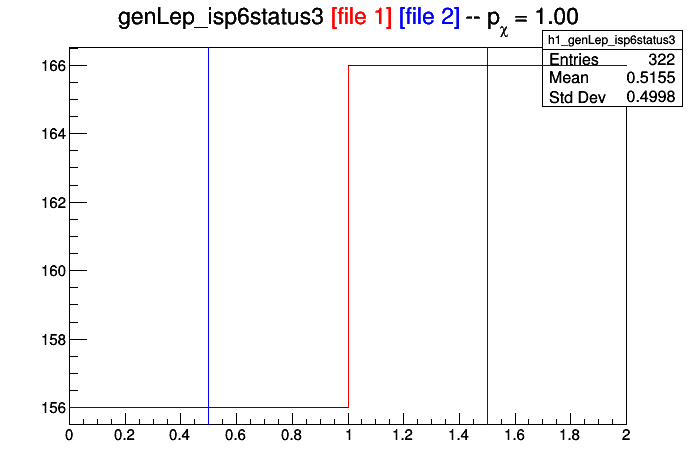 genLep_isp6status3 [file 1] [file 2] -- pχ = 1.00
h1_genLep_isp6status3
Entries 322
Mean 0.5155
Std Dev 0.4998
166
164
162
160
158
156
0 0.2 0.4 0.6 0.8 1 1.2 1.4 1.6 1.8 2